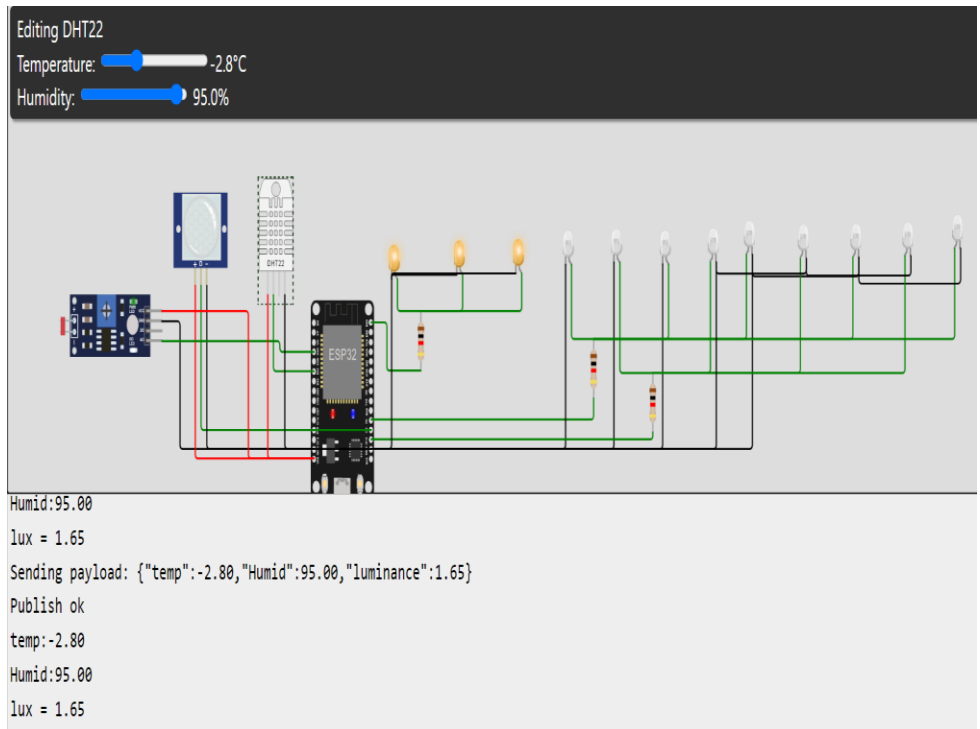 Editing DHT22
Temperature: -2.8°C
Humidity: 95.0%
DHT22
+ D -
ESP32
Humid:95.00
lux = 1.65
Sending payload: {"temp":-2.80,"Humid":95.00,"luminance":1.65}
Publish ok
temp:-2.80
Humid:95.00
lux = 1.65